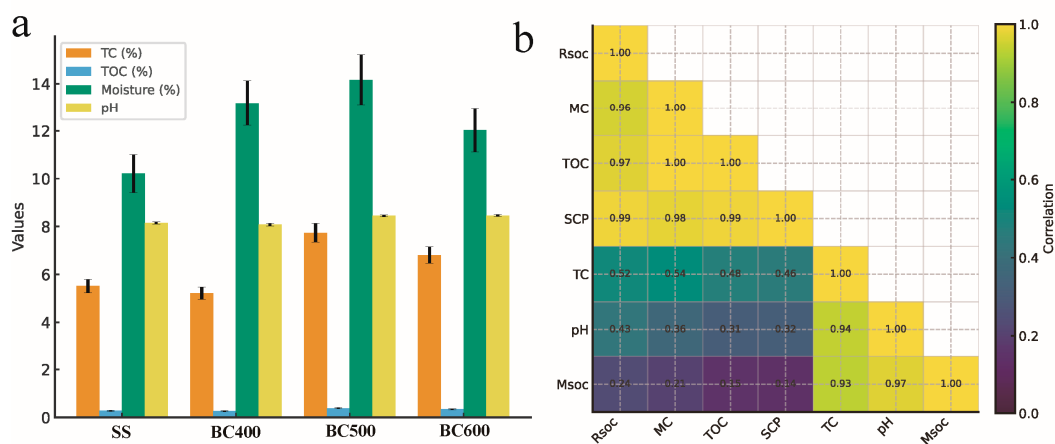 a
TC (%)
TOC (%)
Moisture (%)
pH
Values
14
12
10
8
6
4
2
0
SS BC400 BC500 BC600
b
Rsoc 1.00
MC 0.96 1.00
TOC 0.97 1.00 1.00
SCP 0.99 0.98 0.99 1.00
TC 0.52 0.54 0.48 0.46 1.00
pH 0.43 0.36 0.31 0.32 0.94 1.00
Msoc 0.24 0.93 0.97 1.00
Rsoc MC TOC SCP TC pH Msoc
1.0
0.8
0.6
0.4
0.2
0.0
Correlation